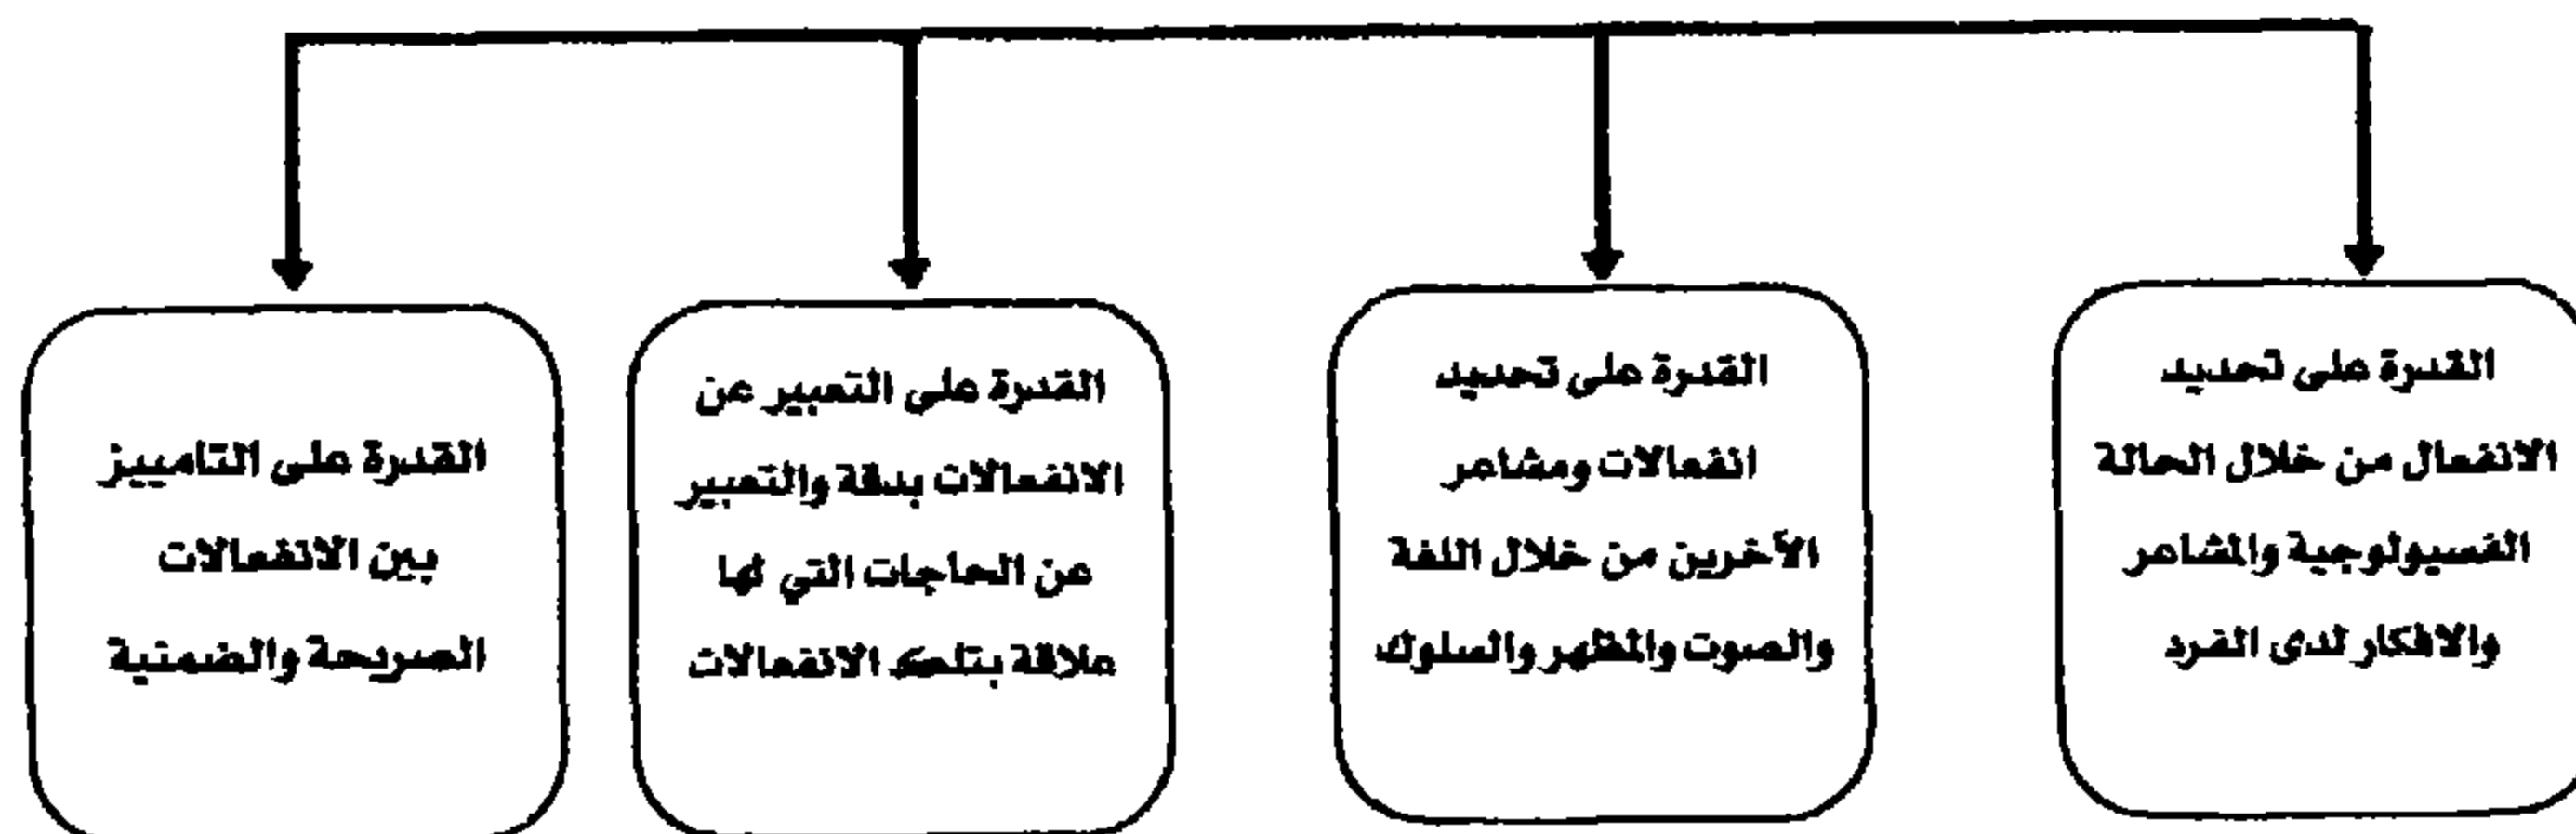 القدرة على تحديد
الانفعال من خلال الحالة
الفسيولوجية والمشاعر
والافكار لدى الفرد
القدرة على تحديد
انفعالات ومشاعر
الآخرين من خلال اللغة
والصوت والمظهر والسلوك
القدرة على التعبير عن
الانفعالات بدقة والتعبير
عن الحاجات التي لها
علاقة بتلك الانفعالات
القدرة على التامييز
بين الانفعالات
الصريحة والضمنية